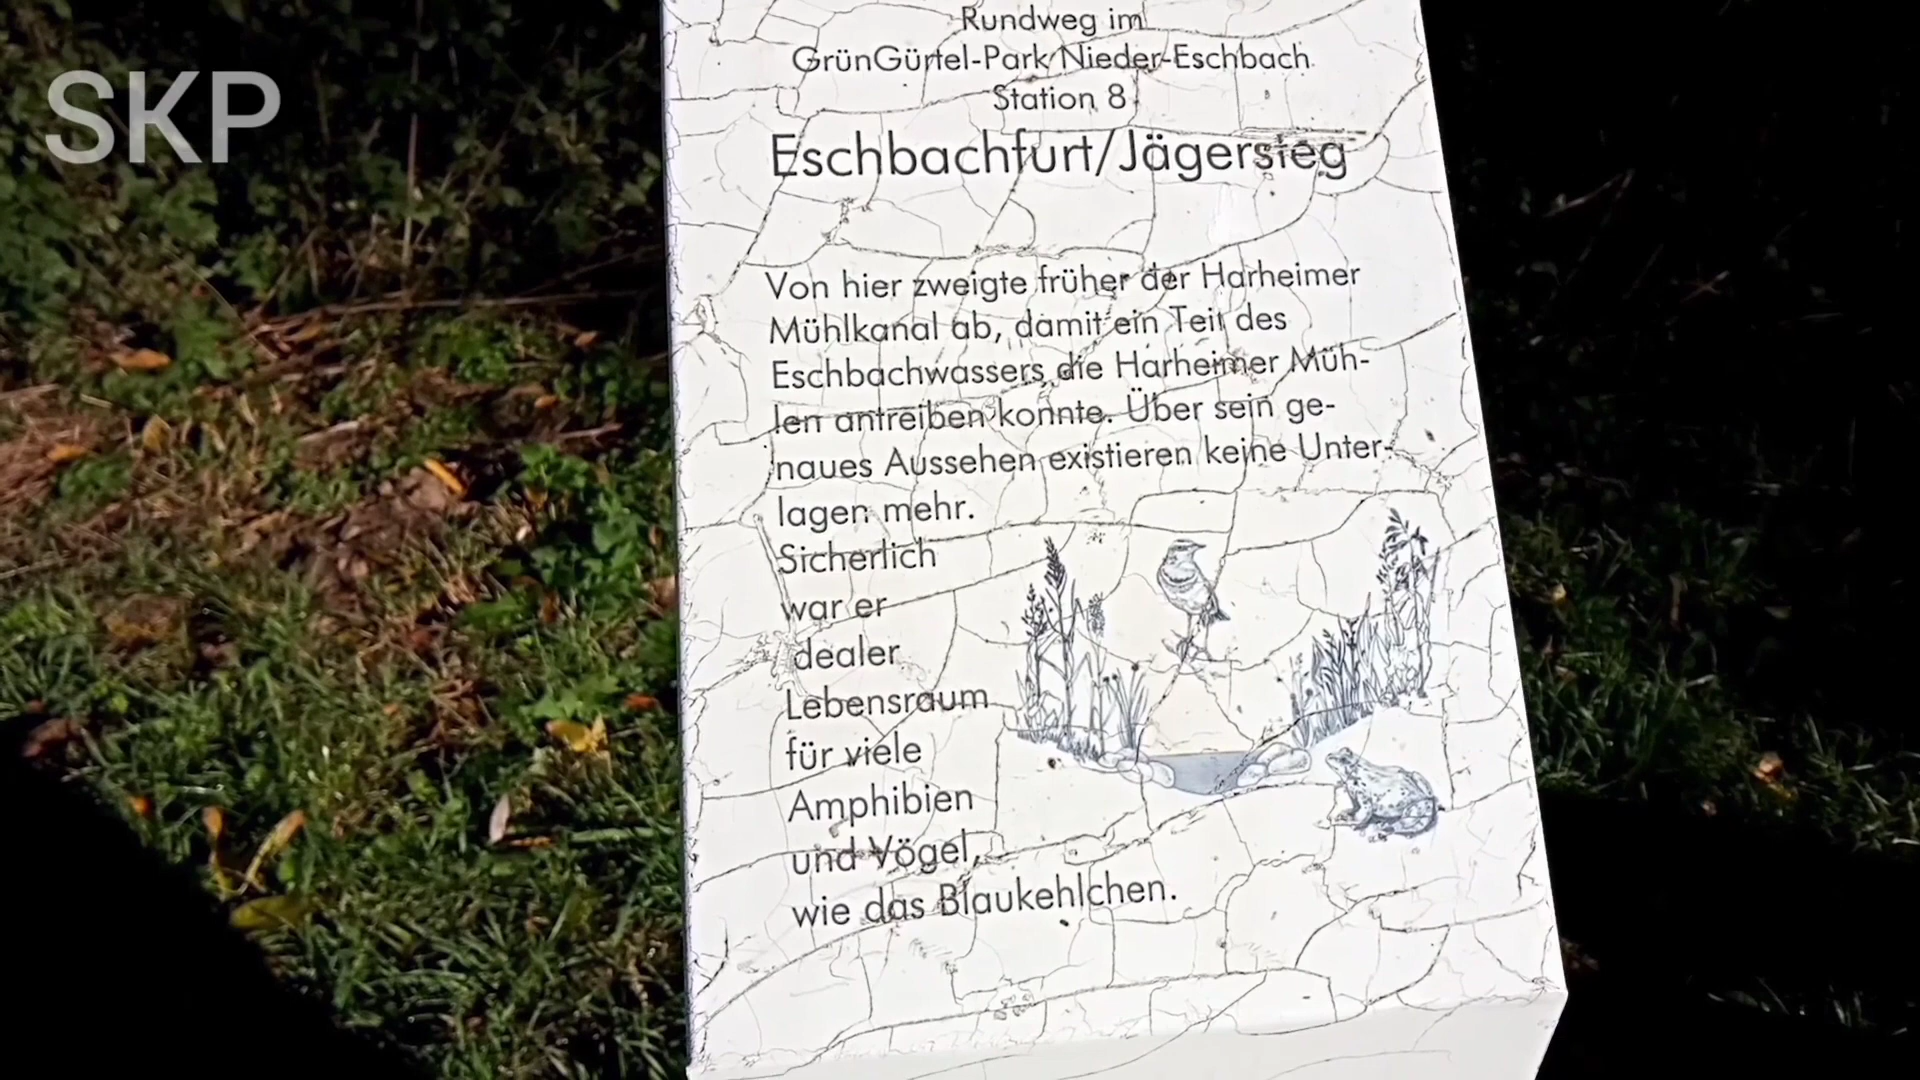 SKP
Rundweg im
GrünGürtel-Park Nieder-Eschbach
Station 8
Eschbachfurt/Jägersteg
Von hier zweigte früher der Harheimer
Mühlkanal ab, damit ein Teil des
Eschbachwassers die Harheimer Müh-
len antreiben konnte. Über sein ge-
naues Aussehen existieren keine Unter-
lagen mehr.
Sicherlich
war er
dealer
Lebensraum
für viele
Amphibien
und Vögel,
wie das Blaukehlchen.